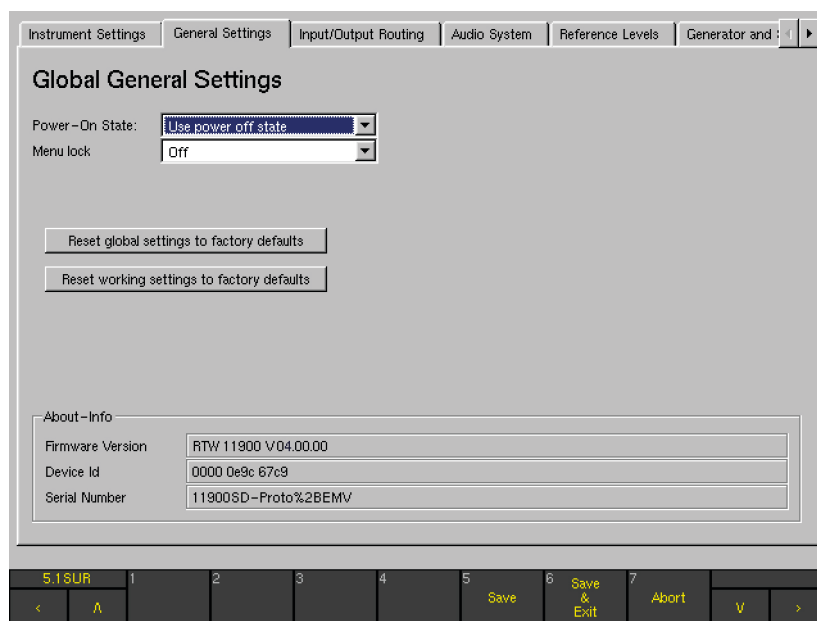 Instrument Settings General Settings Input/Output Routing Audio System Reference Levels Generator and
Global General Settings
Power-On State: Use power off state
Menu lock Off
Reset global settings to factory defaults
Reset working settings to factory defaults
About-Info
Firmware Version RTW 11900 V04.00.00
Device Id 0000 0e9c 67c9
Serial Number 11900SD-Proto%2BEMV
5.1SUR 1 2 3 4 5 Save 6 Save & Exit 7 Abort
< Λ V >